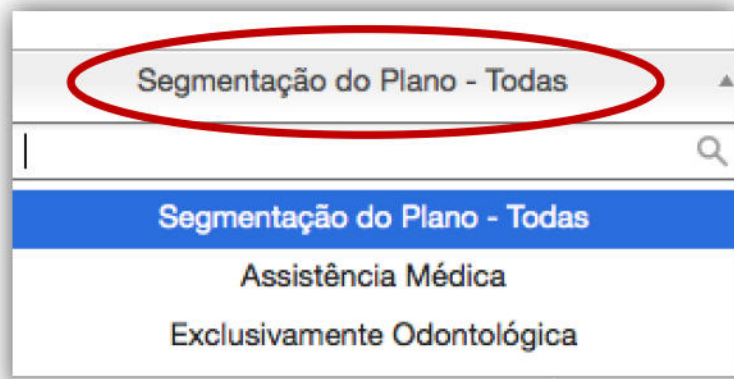 Segmentação do Plano - Todas
Segmentação do Plano - Todas
Assistência Médica
Exclusivamente Odontológica